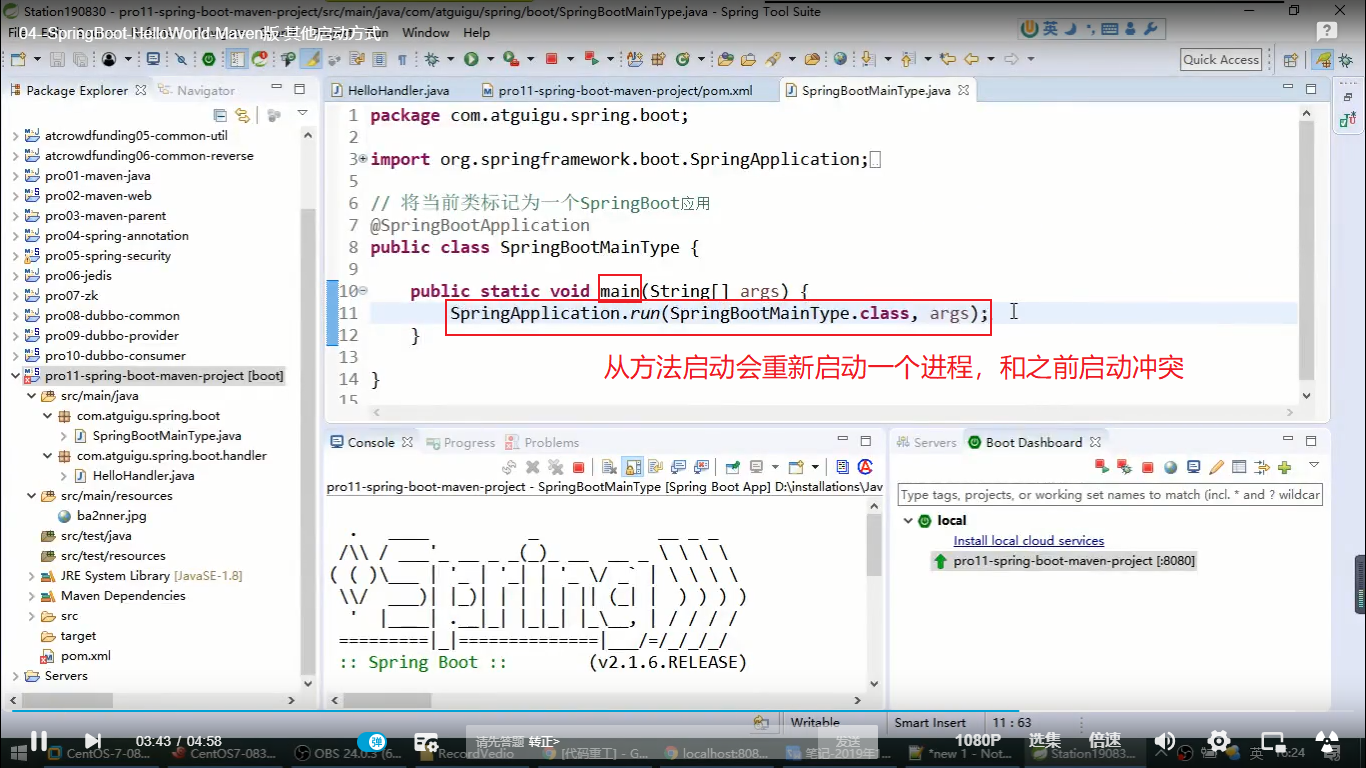 Station190830 - pro11-spring-boot-maven-project/src/main/java/com/atguigu/spring/boot/SpringBootMainType.java - Spring Tool Suite
04--SpringBoot-HelloWorld-Maven版-其他启动方式
Window Help
英
Quick Access
Package Explorer
Navigator
HelloHandler.java
pro11-spring-boot-maven-project/pom.xml
SpringBootMainType.java
atcrowdfunding05-common-util
atcrowdfunding06-common-reverse
pro01-maven-java
pro02-maven-web
pro03-maven-parent
pro04-spring-annotation
pro05-spring-security
pro06-jedis
pro07-zk
pro08-dubbo-common
pro09-dubbo-provider
pro10-dubbo-consumer
pro11-spring-boot-maven-project [boot]
src/main/java
com.atguigu.spring.boot
SpringBootMainType.java
com.atguigu.spring.boot.handler
HelloHandler.java
src/main/resources
ba2nner.jpg
src/test/java
src/test/resources
JRE System Library [JavaSE-1.8]
Maven Dependencies
src
target
pom.xml
Servers
1 package com.atguigu.spring.boot;
2
3 import org.springframework.boot.SpringApplication;
5
6 // 将当前类标记为一个SpringBoot应用
7 @SpringBootApplication
8 public class SpringBootMainType {
9
10 public static void main(String[] args) {
11 SpringApplication.run(SpringBootMainType.class, args);
12 }
13
14 }
15
从方法启动会重新启动一个进程，和之前启动冲突
Console
Progress
Problems
pro11-spring-boot-maven-project - SpringBootMainType [Spring Boot App] D:\installations\Jav
:: Spring Boot :: (v2.1.6.RELEASE)
Servers
Boot Dashboard
Type tags, projects, or working set names to match (incl. * and ? wildcar
local
Install local cloud services
pro11-spring-boot-maven-project [:8080]
Writable
Smart Insert
11 : 63
03:43 / 04:58
弹
请先答题 转正>
发送
1080P
选集
倍速
CentOS-7-08...
CentOS7-083...
OBS 24.0.3 (6...
RecordVedio
[代码重工] - G...
localhost:808...
笔记-2019年1...
*new 1 - Not...
Station19083...
英
16:24